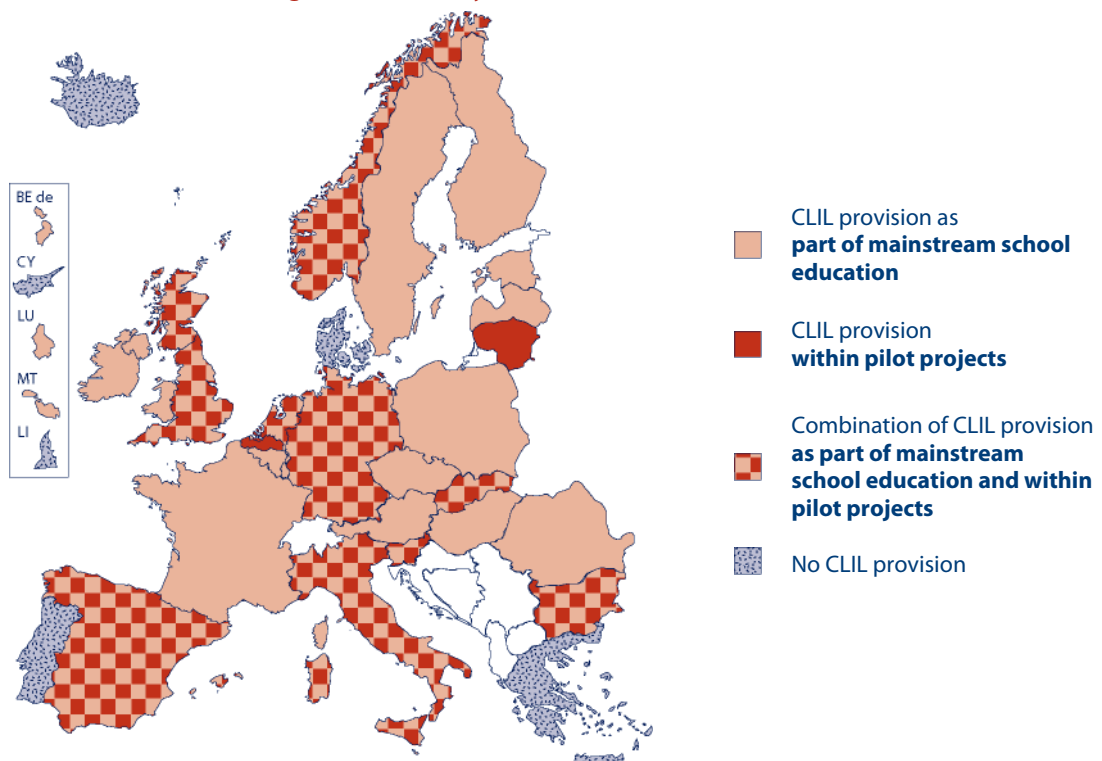 BE de
CY
LU
MT
LI
CLIL provision as
part of mainstream school
education
CLIL provision
within pilot projects
Combination of CLIL provision
as part of mainstream
school education and within
pilot projects
No CLIL provision